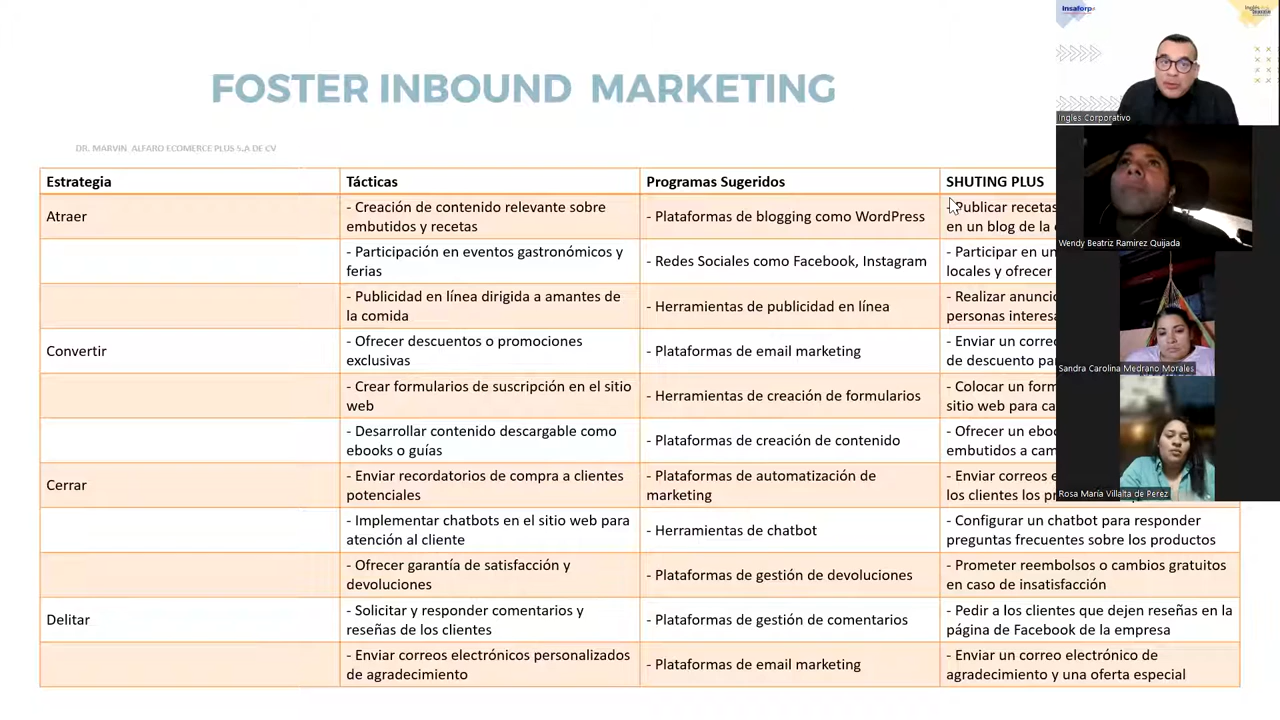 insaforp
FOSTER INBOUND MARKETING
Ingles Corporativo
DR. MARVIN ALFARO ECOMERCE PLUS S.A DE CV
Estrategia
Tácticas
Programas Sugeridos
SHUTING PLUS
Atraer
- Creación de contenido relevante sobre
embutidos y recetas
- Plataformas de blogging como WordPress
- Publicar recetas
en un blog de la
- Participación en eventos gastronómicos y
ferias
- Redes Sociales como Facebook, Instagram
- Participar en
locales y ofrecer
Wendy Beatriz Ramirez Quijada
- Publicidad en línea dirigida a amantes de
la comida
- Herramientas de publicidad en línea
- Realizar
personas
Convertir
- Ofrecer descuentos o promociones
exclusivas
- Plataformas de email marketing
- Enviar un
de descuento
Sandra Carolina Medrano Morales
- Crear formularios de suscripción en el sitio
web
- Herramientas de creación de formularios
- Colocar un
sitio web para
- Desarrollar contenido descargable como
ebooks o guías
- Plataformas de creación de contenido
- Ofrecer un
embutidos a
Cerrar
- Enviar recordatorios de compra a clientes
potenciales
- Plataformas de automatización de
marketing
- Enviar correos
los clientes los
Rosa María Villalta de Perez
- Implementar chatbots en el sitio web para
atención al cliente
- Herramientas de chatbot
- Configurar un chatbot para responder
preguntas frecuentes sobre los productos
- Ofrecer garantía de satisfacción y
devoluciones
- Plataformas de gestión de devoluciones
- Prometer reembolsos o cambios gratuitos
en caso de insatisfacción
Delitar
- Solicitar y responder comentarios y
reseñas de los clientes
- Plataformas de gestión de comentarios
- Pedir a los clientes que dejen reseñas en la
página de Facebook de la empresa
- Enviar correos electrónicos personalizados
de agradecimiento
- Plataformas de email marketing
- Enviar un correo electrónico de
agradecimiento y una oferta especial